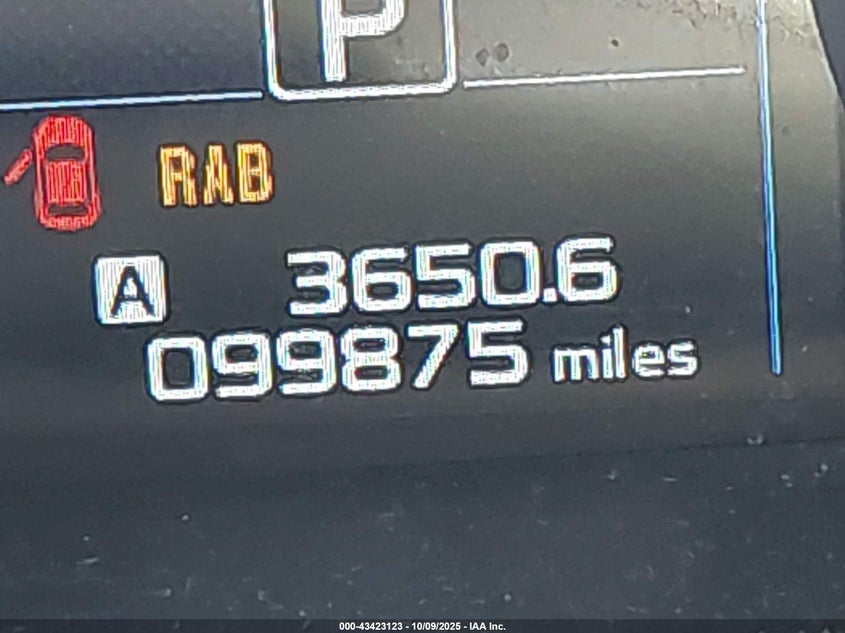 P
RAB
A 3650.6
099875 miles
000-43423123 - 10/09/2025 - IAA Inc.